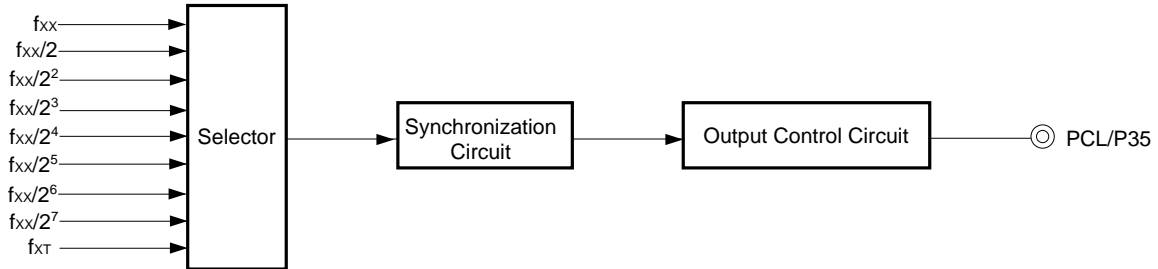 fxx
fxx/2
fxx/2²
fxx/2³
fxx/2⁴
fxx/2⁵
fxx/2⁶
fxx/2⁷
fXT
Selector
Synchronization
Circuit
Output Control Circuit
PCL/P35